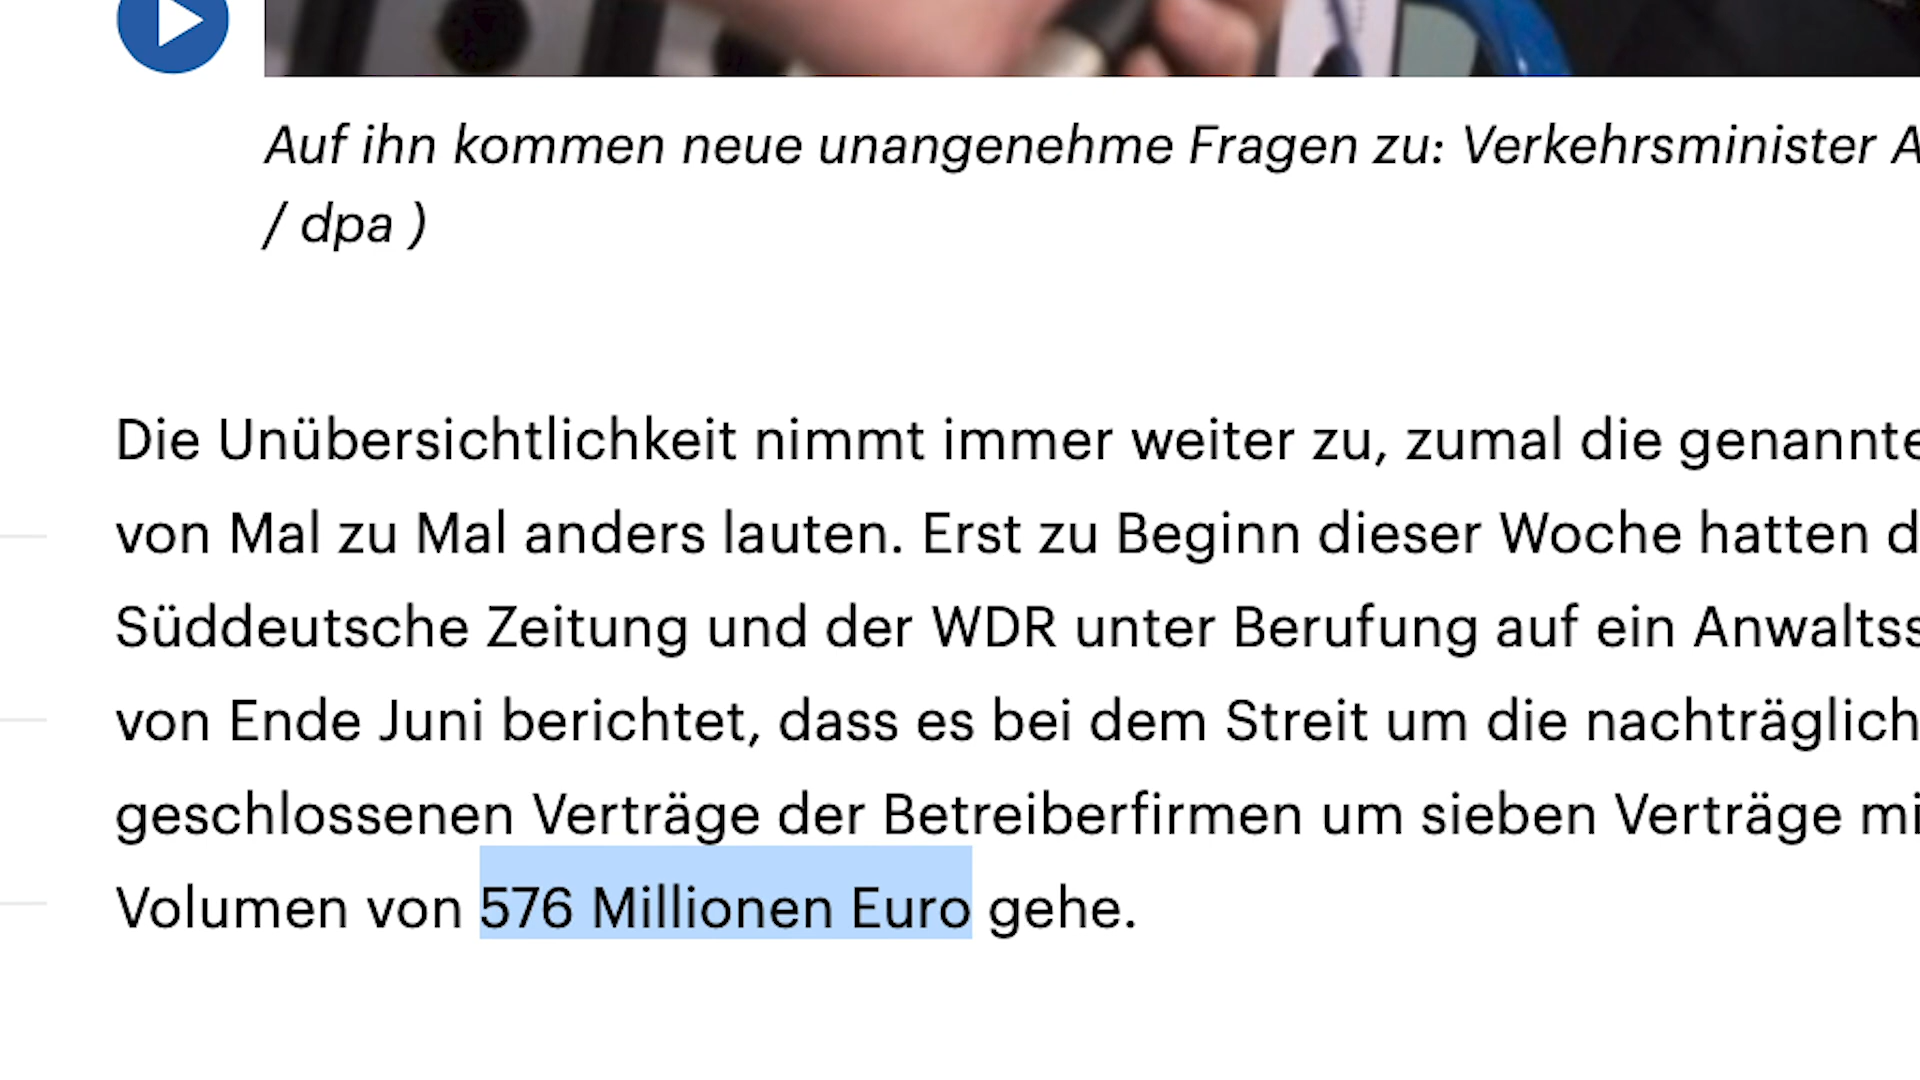 Auf ihn kommen neue unangenehme Fragen zu: Verkehrsminister
/ dpa )
Die Unübersichtlichkeit nimmt immer weiter zu, zumal die
von Mal zu Mal anders lauten. Erst zu Beginn dieser Woche hatten
Süddeutsche Zeitung und der WDR unter Berufung auf ein
von Ende Juni berichtet, dass es bei dem Streit um die
geschlossenen Verträge der Betreiberfirmen um sieben Verträge
Volumen von 576 Millionen Euro gehe.